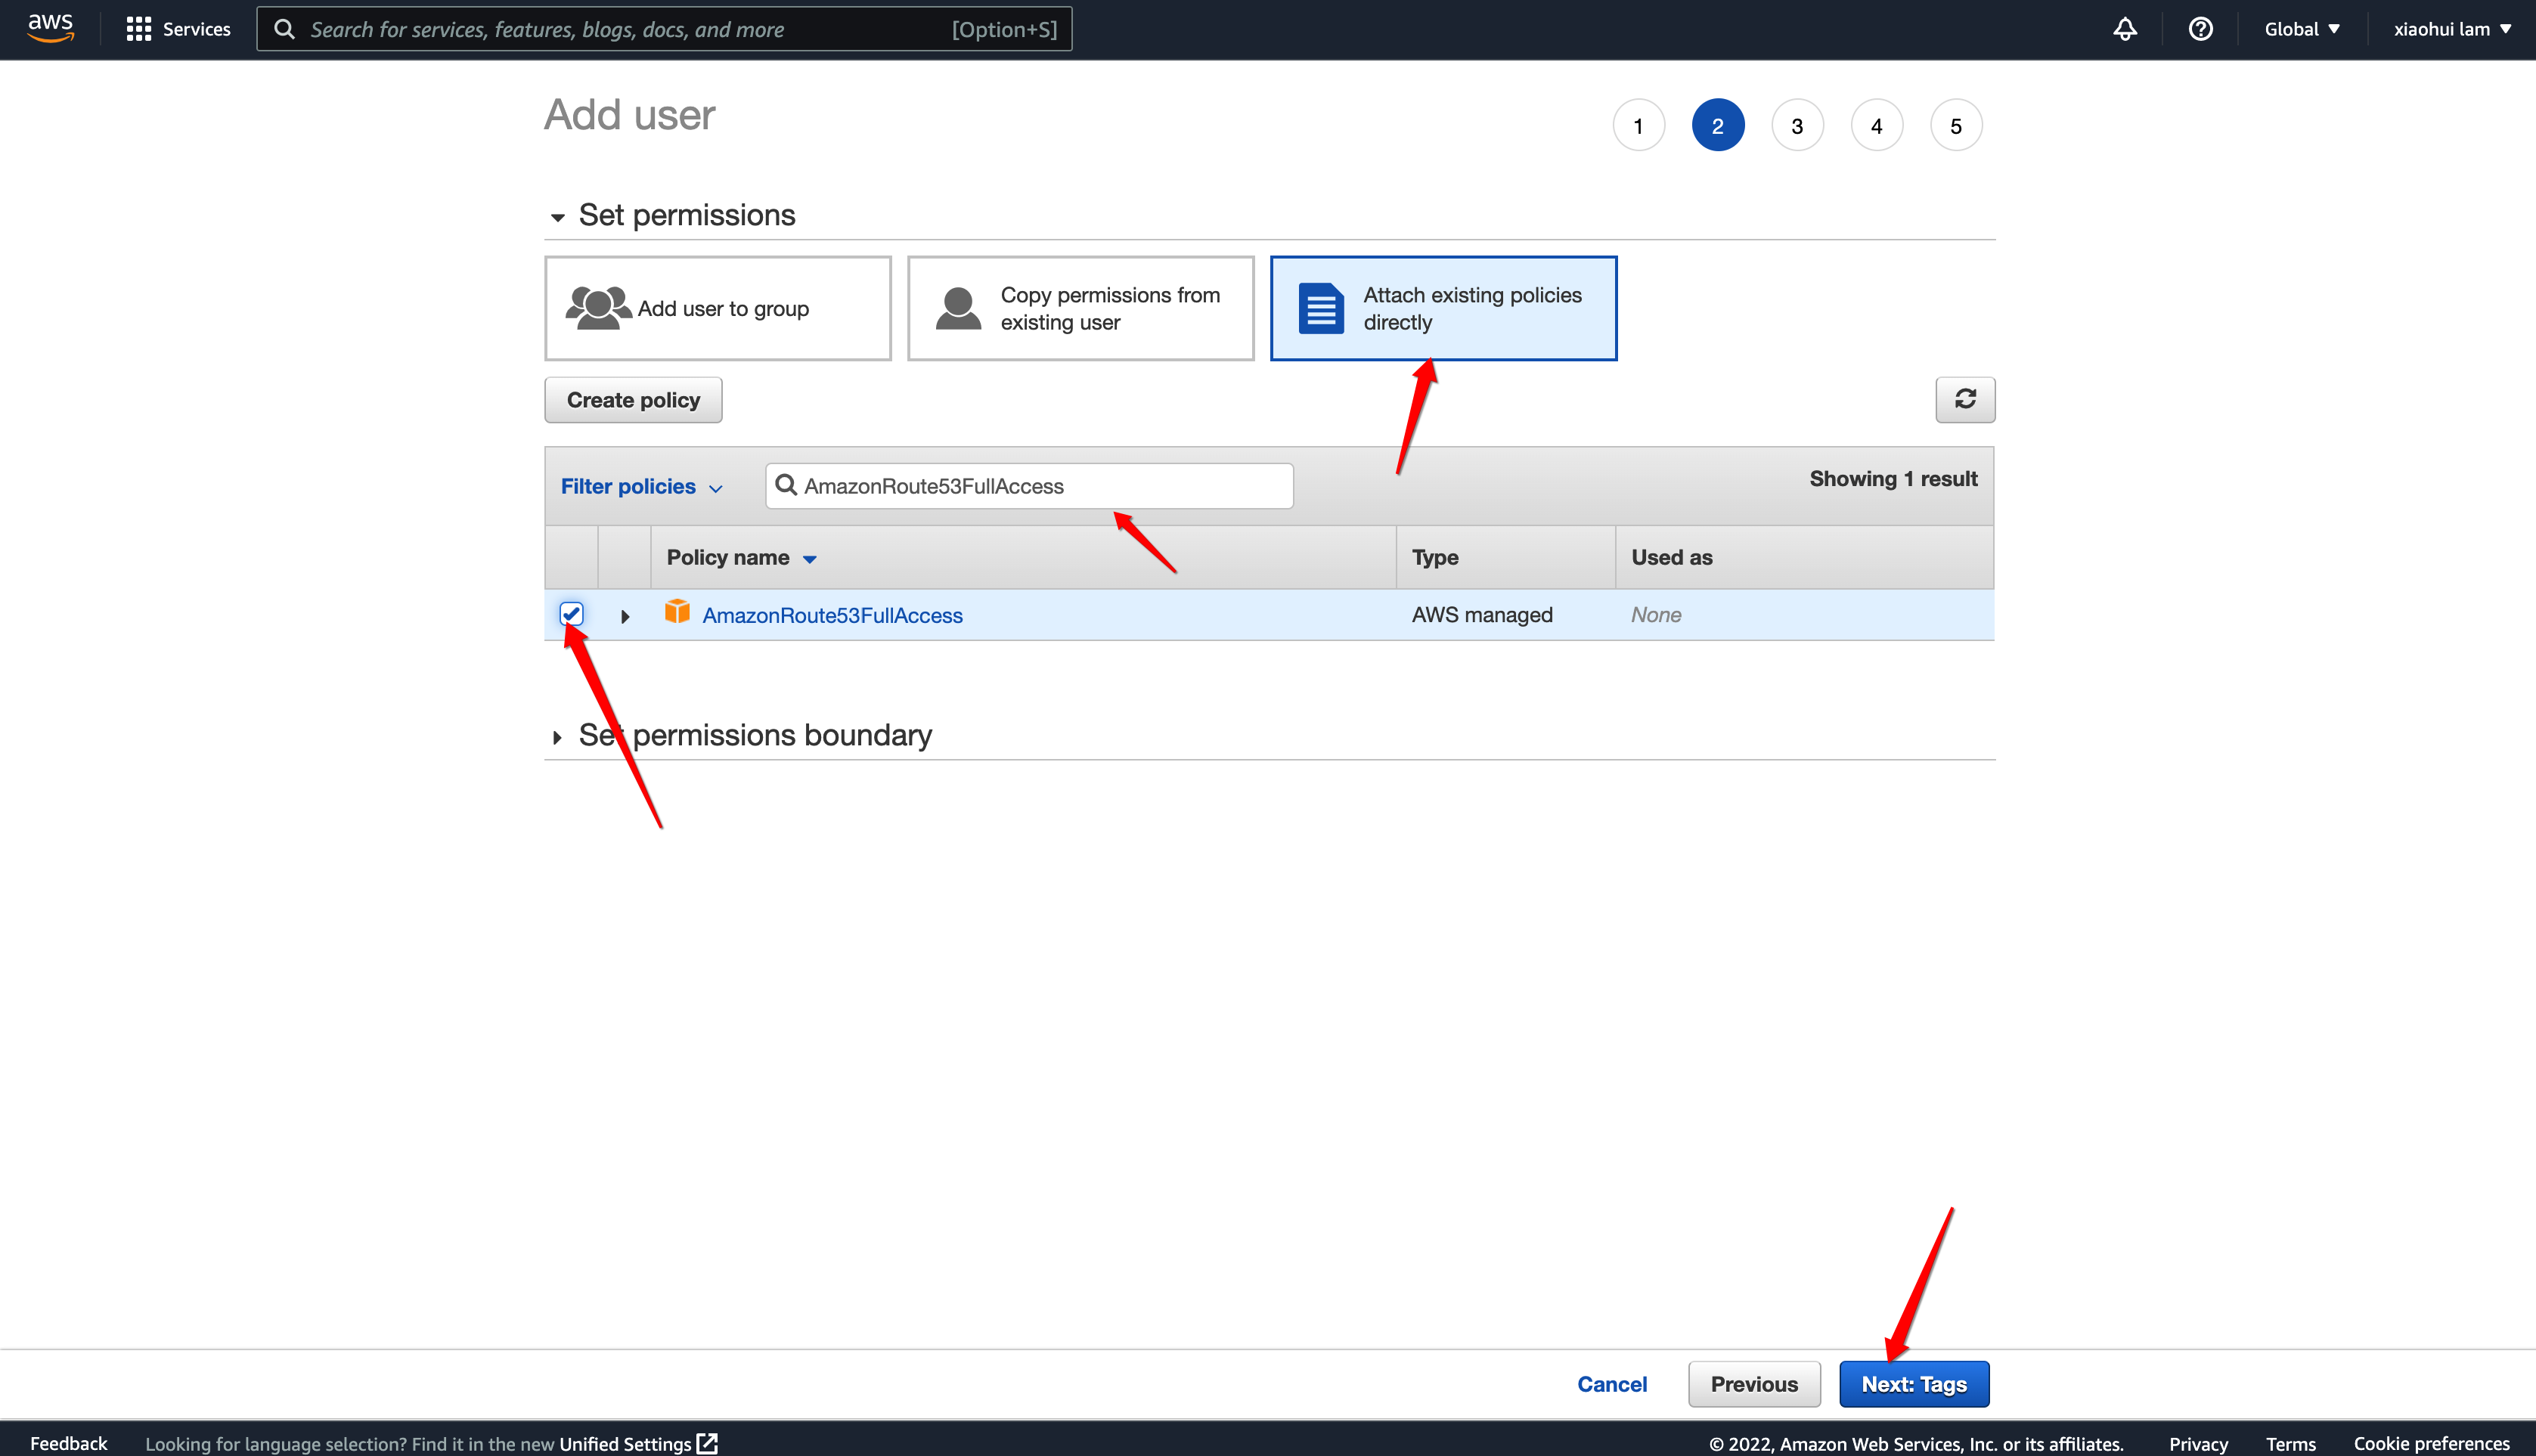 aws
Services
Search for services, features, blogs, docs, and more [Option+S]
Global
xiaohui lam
Add user
1 2 3 4 5
Set permissions
Add user to group
Copy permissions from
existing user
Attach existing policies
directly
Create policy
Filter policies
AmazonRoute53FullAccess
Showing 1 result
Policy name Type Used as
AmazonRoute53FullAccess AWS managed None
Set permissions boundary
Cancel Previous Next: Tags
Feedback Looking for language selection? Find it in the new Unified Settings © 2022, Amazon Web Services, Inc. or its affiliates. Privacy Terms Cookie preferences